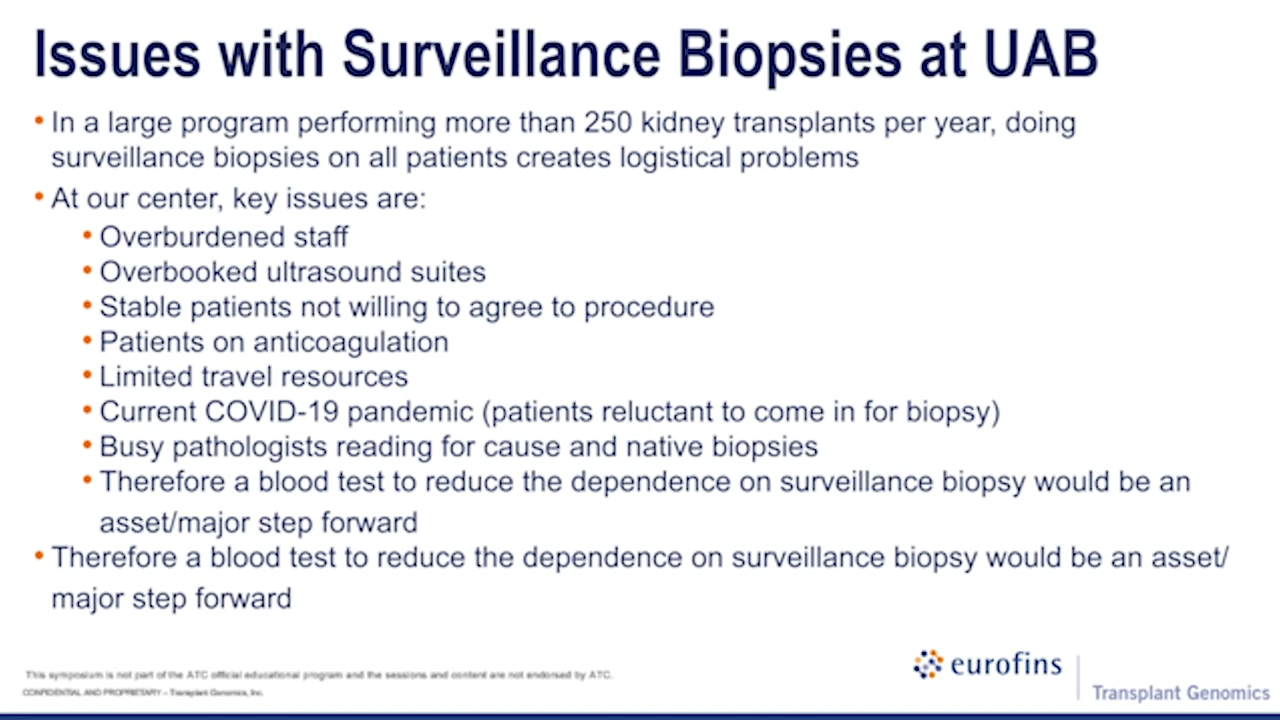 Issues with Surveillance Biopsies at UAB
• In a large program performing more than 250 kidney transplants per year, doing
surveillance biopsies on all patients creates logistical problems
• At our center, key issues are:
• Overburdened staff
• Overbooked ultrasound suites
• Stable patients not willing to agree to procedure
• Patients on anticoagulation
• Limited travel resources
• Current COVID-19 pandemic (patients reluctant to come in for biopsy)
• Busy pathologists reading for cause and native biopsies
• Therefore a blood test to reduce the dependence on surveillance biopsy would be an
asset/major step forward
• Therefore a blood test to reduce the dependence on surveillance biopsy would be an asset/
major step forward
This symposium is not part of the ATC official educational program and the sessions and content are not endorsed by ATC.
CONFIDENTIAL AND PROPRIETARY – Transplant Genomics, Inc.
eurofins
Transplant Genomics